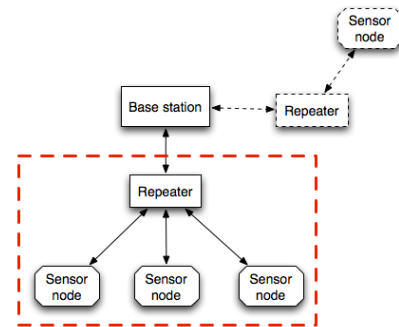 Sensor
node
Base station
Repeater
Repeater
Sensor
node
Sensor
node
Sensor
node